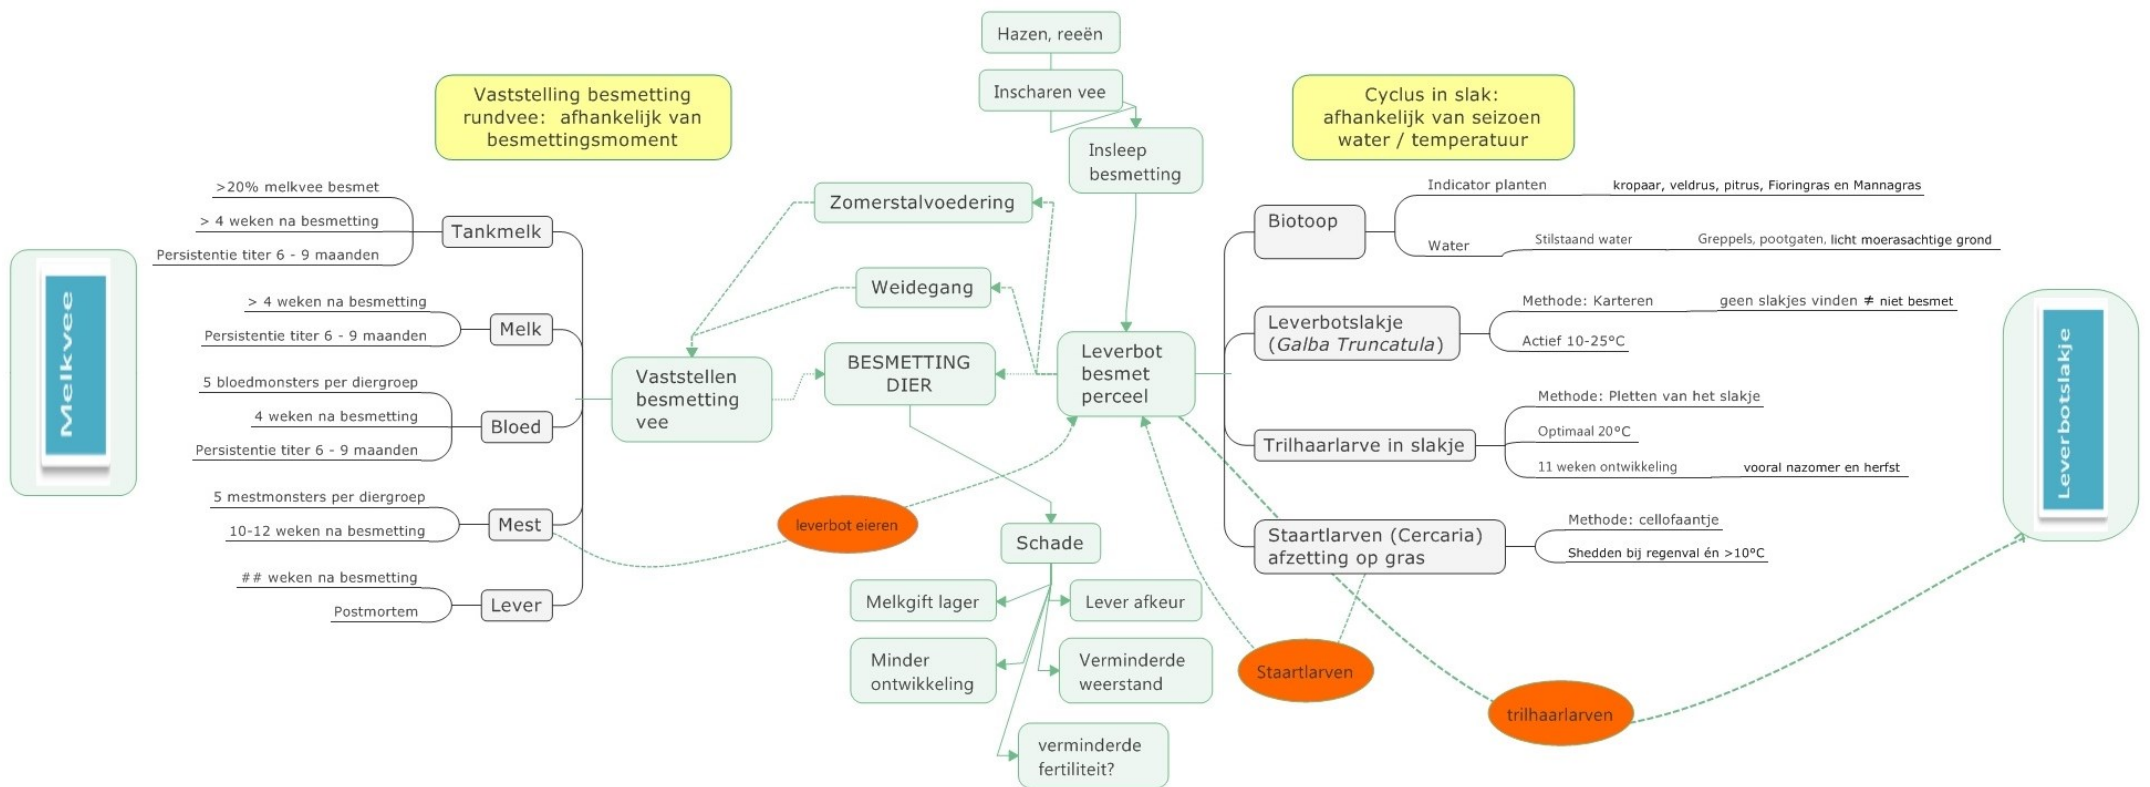 Hazen, reeën
Inscharen vee
Insleep
besmetting
Vaststelling besmetting
rundvee: afhankelijk van
besmettingsmoment
Cyclus in slak:
afhankelijk van seizoen
water / temperatuur
Melkvee
>20% melkvee besmet
> 4 weken na besmetting
Persistentie titer 6 - 9 maanden
Tankmelk
> 4 weken na besmetting
Persistentie titer 6 - 9 maanden
Melk
5 bloedmonsters per diergroep
4 weken na besmetting
Persistentie titer 6 - 9 maanden
Bloed
5 mestmonsters per diergroep
10-12 weken na besmetting
Mest
## weken na besmetting
Postmortem
Lever
Vaststellen
besmetting
vee
Zomerstalvoedering
Weidegang
BESMETTING
DIER
Leverbot
besmet
perceel
leverbot eieren
Schade
Melkgift lager
Lever afkeur
Minder
ontwikkeling
Verminderde
weerstand
verminderde
fertiliteit?
Biotoop
Indicator planten
kropaar, veldrus, pitrus, Fioringras en Mannagras
Water
Stilstaand water
Greppels, pootgaten, licht moerasachtige grond
Leverbotslakje
(Galba Truncatula)
Methode: Karteren
geen slakjes vinden ≠ niet besmet
Actief 10-25°C
Trilhaarlarve in slakje
Methode: Pletten van het slakje
Optimaal 20°C
11 weken ontwikkeling
vooral nazomer en herfst
Staartlarven (Cercaria)
afzetting op gras
Methode: cellofaantje
Shedden bij regenval én >10°C
Staartlarven
trilhaarlarven
Leverbotslakje